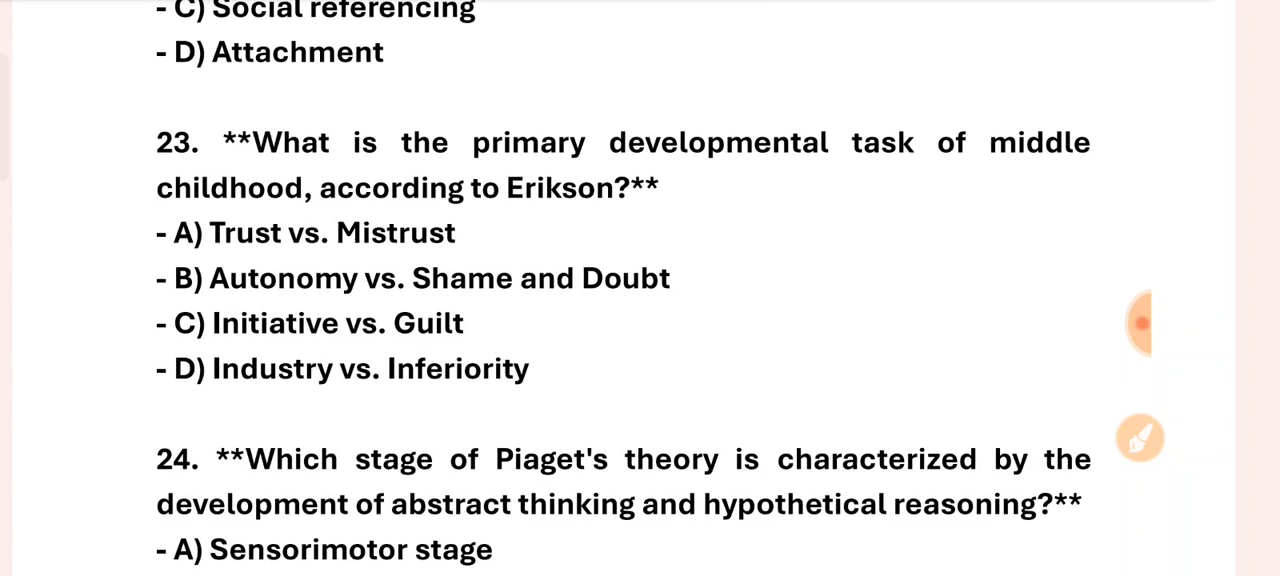 - C) Social referencing
- D) Attachment
23. **What is the primary developmental task of middle
childhood, according to Erikson?**
- A) Trust vs. Mistrust
- B) Autonomy vs. Shame and Doubt
- C) Initiative vs. Guilt
- D) Industry vs. Inferiority
24. **Which stage of Piaget's theory is characterized by the
development of abstract thinking and hypothetical reasoning?**
- A) Sensorimotor stage